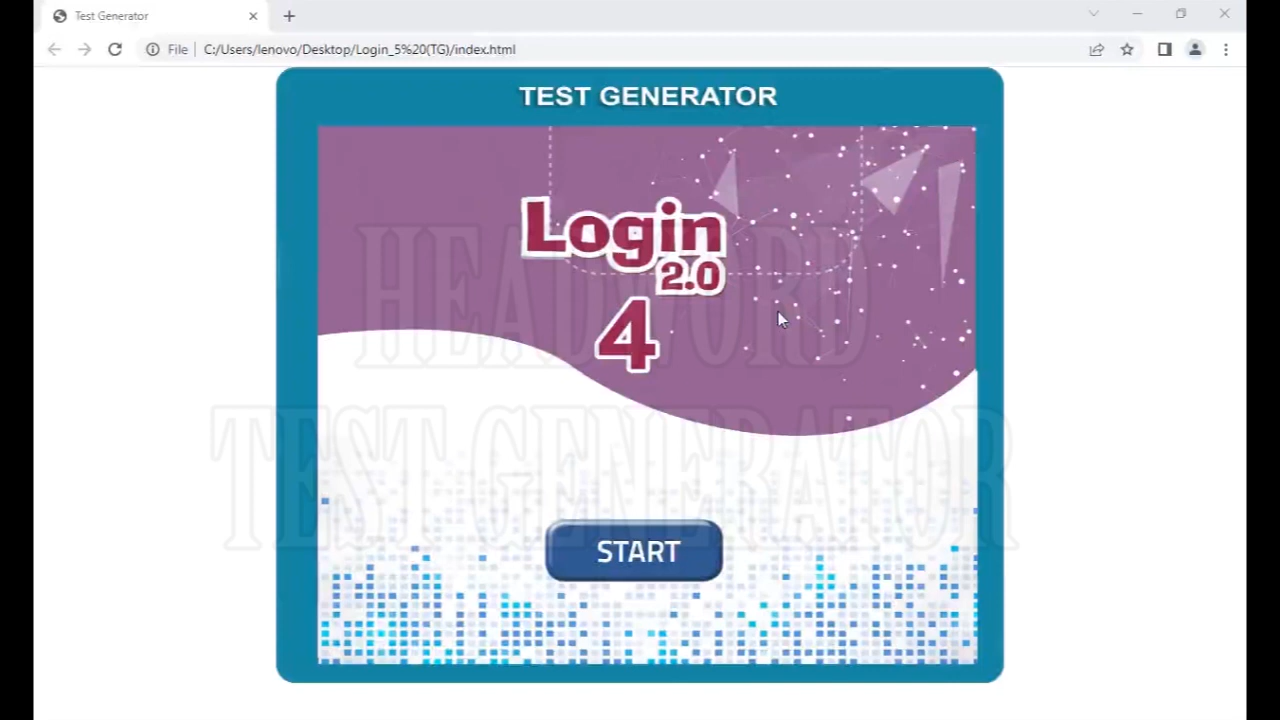 Test Generator
File
C:/Users/lenovo/Desktop/Login_5%20(TG)/index.html
TEST GENERATOR
Login
2.0
4
HEADWORD
TEST GENERATOR
START